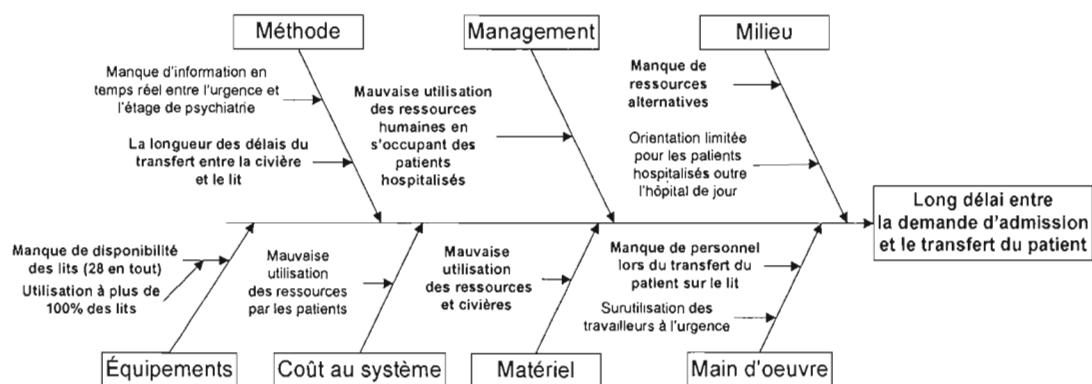 Méthode
Management
Milieu
Manque d'information en
temps réel entre l'urgence et
l'étage de psychiatrie
La longueur des délais du
transfert entre la civière
et le lit
Mauvaise utilisation
des ressources
humaines en
s'occupant des
patients
hospitalisés
Manque de
ressources
alternatives
Orientation limitée
pour les patients
hospitalisés outre
l'hôpital de jour
Long délai entre
la demande d'admission
et le transfert du patient
Manque de disponibilité
des lits (28 en tout)
Utilisation à plus de
100% des lits
Mauvaise
utilisation
des ressources
par les patients
Mauvaise
utilisation
des ressources
et civières
Manque de personnel
lors du transfert du
patient sur le lit
Surutilisation des
travailleurs à l'urgence
Équipements
Coût au système
Matériel
Main d'oeuvre